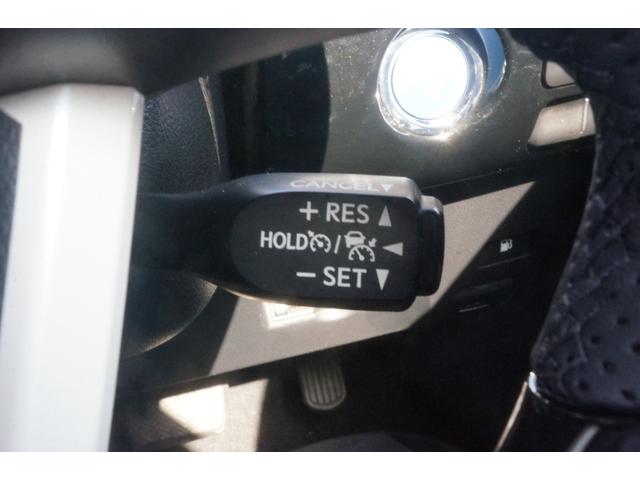 CANCEL▼
+ RES ▲
HOLD / ◄
− SET ▼